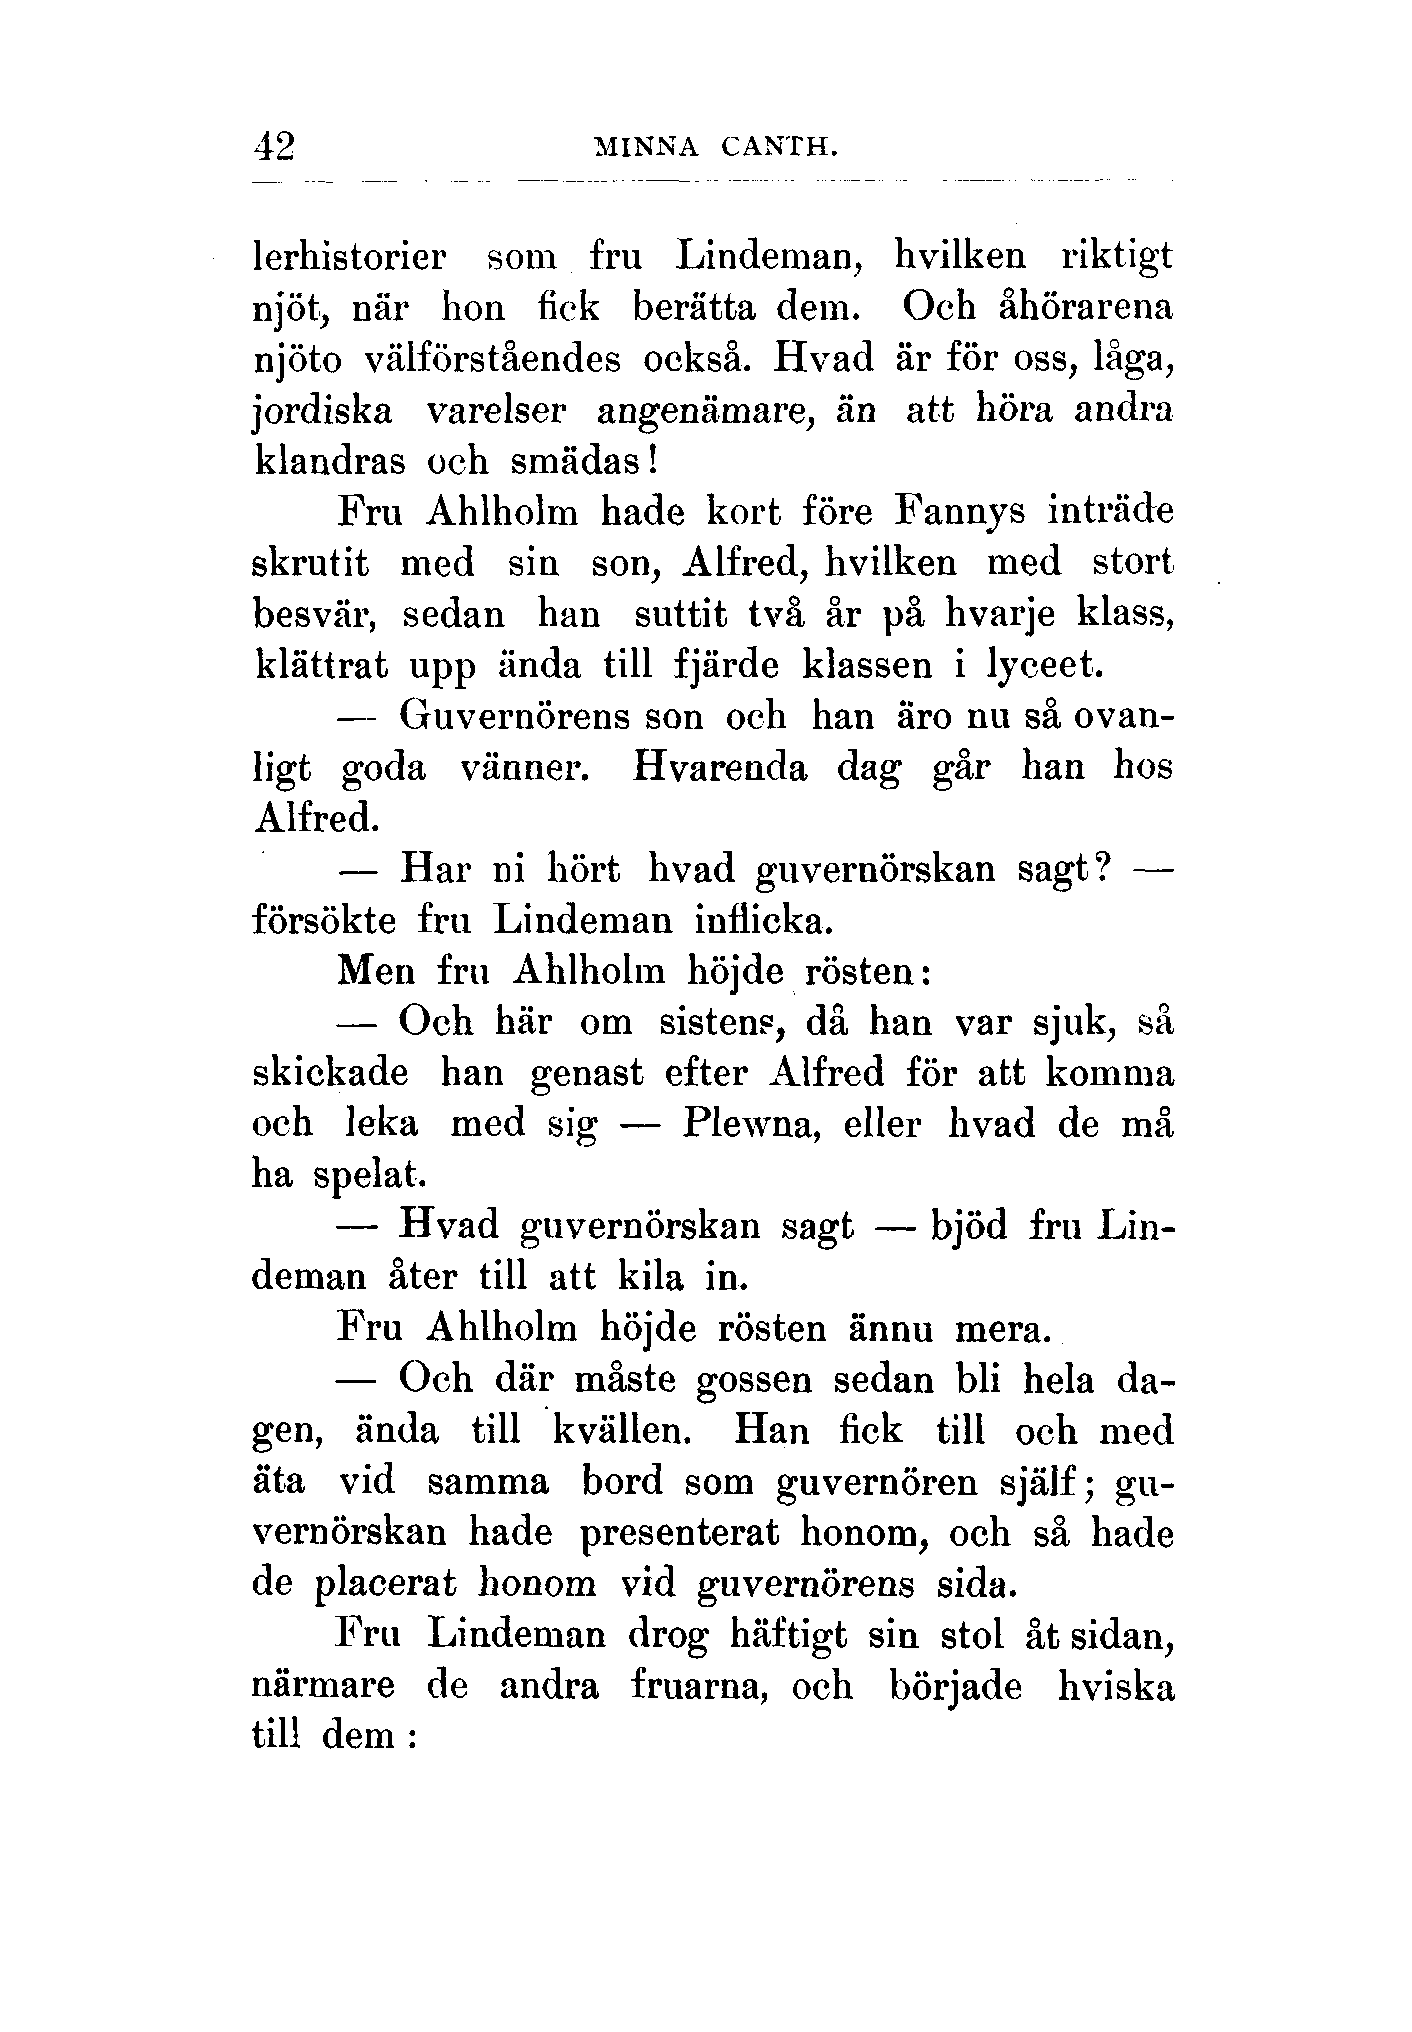 42 MINNA CANTH.
lerhistorier som fru Lindeman, hvilken riktigt
njöt, när hon fick berätta dem. Och åhörarena
njöto välförståendes också. Hvad är för oss, låga,
jordiska varelser angenämare, än att höra andra
klandras och smädas!
Fru Ahlholm hade kort före Fannys inträde
skrutit med sin son, Alfred, hvilken med stort
besvär, sedan han suttit två år på hvarje klass,
klättrat upp ända till fjärde klassen i lyceet.
— Guvernörens son och han äro nu så ovan-
ligt goda vänner. Hvarenda dag går han hos
Alfred.
— Har ni hört hvad guvernörskan sagt? —
försökte fru Lindeman inflicka.
Men fru Ahlholm höjde rösten:
— Och här om sistens, då han var sjuk, så
skickade han genast efter Alfred för att komma
och leka med sig — Plewna, eller hvad de må
ha spelat.
— Hvad guvernörskan sagt — bjöd fru Lin-
deman åter till att kila in.
Fru Ahlholm höjde rösten ännu mera.
— Och där måste gossen sedan bli hela da-
gen, ända till kvällen. Han fick till och med
äta vid samma bord som guvernören själf; gu-
vernörskan hade presenterat honom, och så hade
de placerat honom vid guvernörens sida.
Fru Lindeman drog häftigt sin stol åt sidan,
närmare de andra fruarna, och började hviska
till dem :